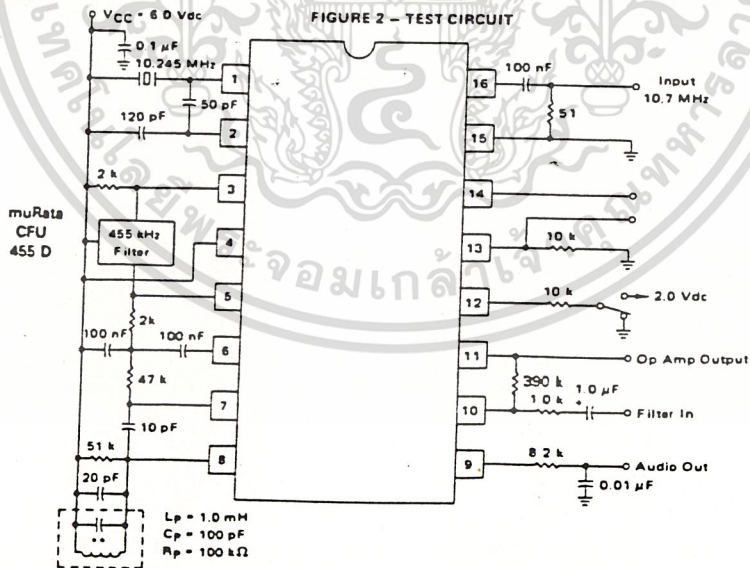 VCC = 6.0 Vdc
FIGURE 2 – TEST CIRCUIT
0.1 µF
10.245 MHz
50 pF
120 pF
2 k
muRata
CFU
455 D
455 kHz
Filter
2k
100 nF
100 nF
47 k
10 pF
51 k
20 pF
**
Lp = 1.0 mH
Cp = 100 pF
Rp = 100 kΩ
1
2
3
4
5
6
7
8
16
15
14
13
12
11
10
9
100 nF
Input
10.7 MHz
51
10 k
10 k
2.0 Vdc
Op Amp Output
390 k
1.0 k
1.0 µF
+
Filter In
8.2 k
Audio Out
0.01 µF